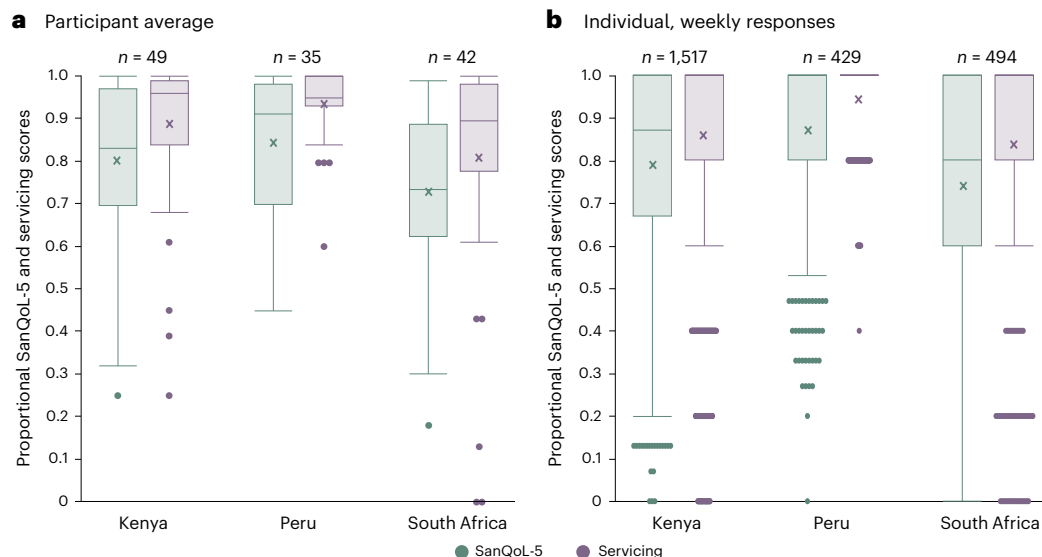 a Participant average
n = 49 n = 35 n = 42
Proportional SanQoL-5 and servicing scores
1.0
0.9
0.8
0.7
0.6
0.5
0.4
0.3
0.2
0.1
0
Kenya Peru South Africa
b Individual, weekly responses
n = 1,517 n = 429 n = 494
Proportional SanQoL-5 and servicing scores
1.0
0.9
0.8
0.7
0.6
0.5
0.4
0.3
0.2
0.1
0
Kenya Peru South Africa
SanQoL-5 Servicing